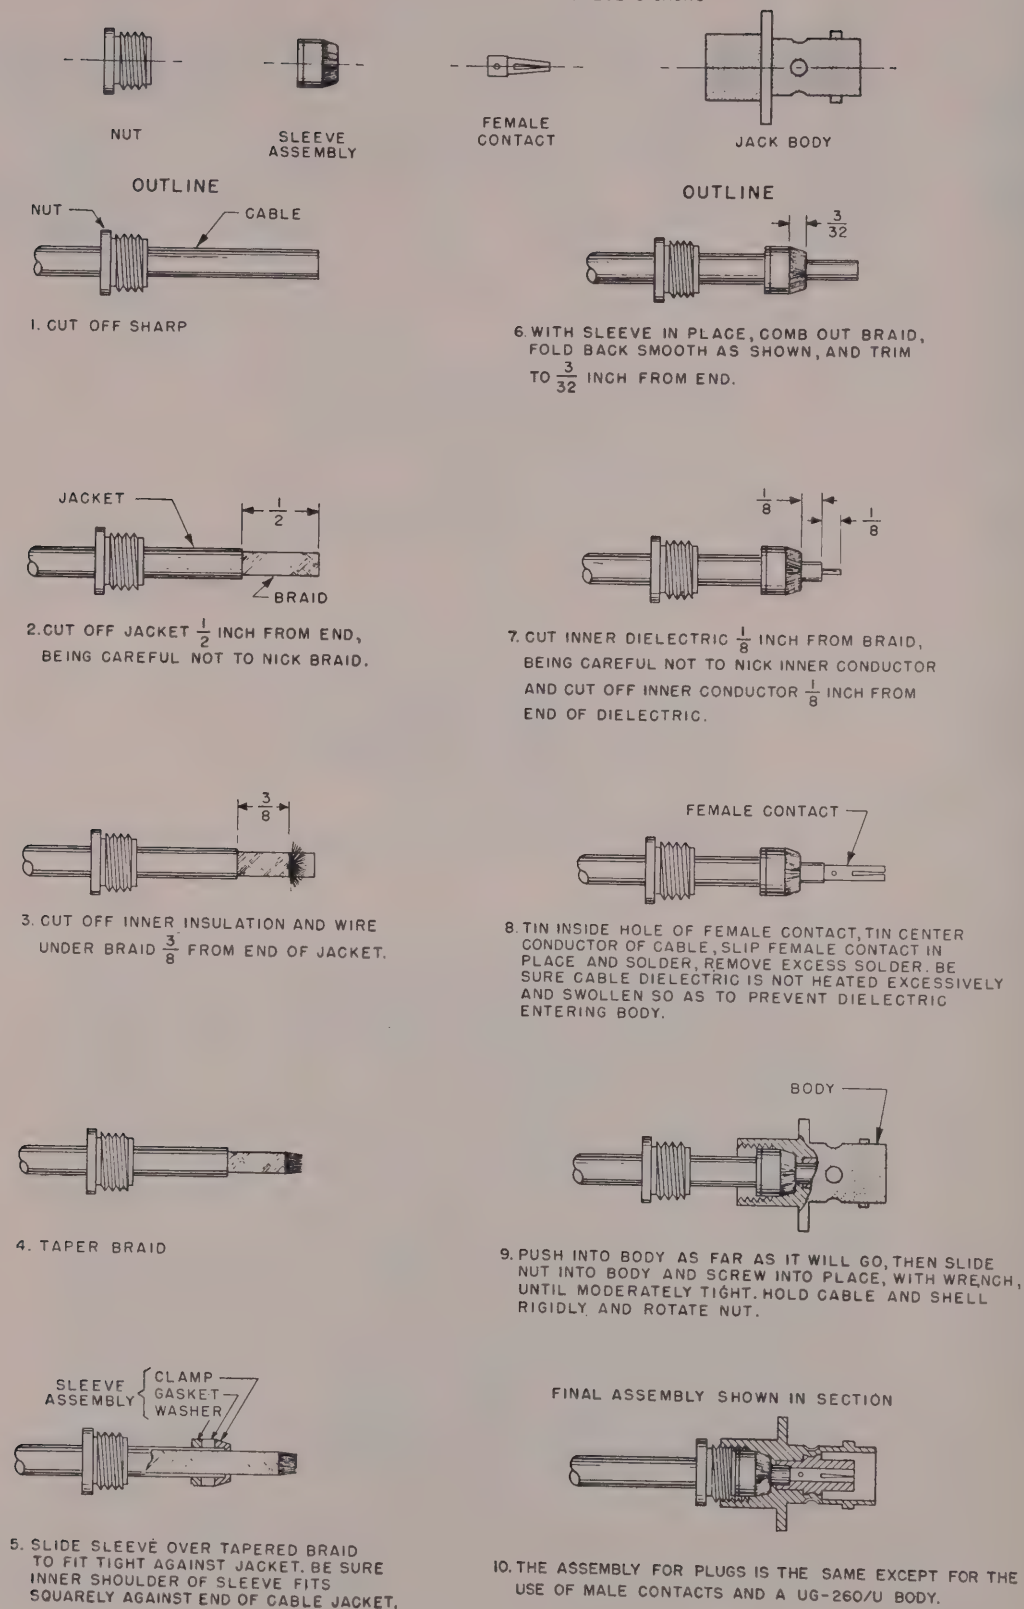 NUT
SLEEVE
ASSEMBLY
FEMALE
CONTACT
JACK BODY
OUTLINE
NUT
CABLE
1. CUT OFF SHARP
JACKET
1/2
BRAID
2. CUT OFF JACKET 1/2 INCH FROM END,
BEING CAREFUL NOT TO NICK BRAID.
3/8
3. CUT OFF INNER INSULATION AND WIRE
UNDER BRAID 3/8 FROM END OF JACKET.
4. TAPER BRAID
SLEEVE
ASSEMBLY
CLAMP
GASKET
WASHER
5. SLIDE SLEEVE OVER TAPERED BRAID
TO FIT TIGHT AGAINST JACKET. BE SURE
INNER SHOULDER OF SLEEVE FITS
SQUARELY AGAINST END OF CABLE JACKET.
OUTLINE
3/32
6. WITH SLEEVE IN PLACE, COMB OUT BRAID,
FOLD BACK SMOOTH AS SHOWN, AND TRIM
TO 3/32 INCH FROM END.
1/8
1/8
7. CUT INNER DIELECTRIC 1/8 INCH FROM BRAID,
BEING CAREFUL NOT TO NICK INNER CONDUCTOR
AND CUT OFF INNER CONDUCTOR 1/8 INCH FROM
END OF DIELECTRIC.
FEMALE CONTACT
8. TIN INSIDE HOLE OF FEMALE CONTACT, TIN CENTER
CONDUCTOR OF CABLE, SLIP FEMALE CONTACT IN
PLACE AND SOLDER, REMOVE EXCESS SOLDER. BE
SURE CABLE DIELECTRIC IS NOT HEATED EXCESSIVELY
AND SWOLLEN SO AS TO PREVENT DIELECTRIC
ENTERING BODY.
BODY
9. PUSH INTO BODY AS FAR AS IT WILL GO, THEN SLIDE
NUT INTO BODY AND SCREW INTO PLACE, WITH WRENCH,
UNTIL MODERATELY TIGHT. HOLD CABLE AND SHELL
RIGIDLY AND ROTATE NUT.
FINAL ASSEMBLY SHOWN IN SECTION
10. THE ASSEMBLY FOR PLUGS IS THE SAME EXCEPT FOR THE
USE OF MALE CONTACTS AND A UG-260/U BODY.